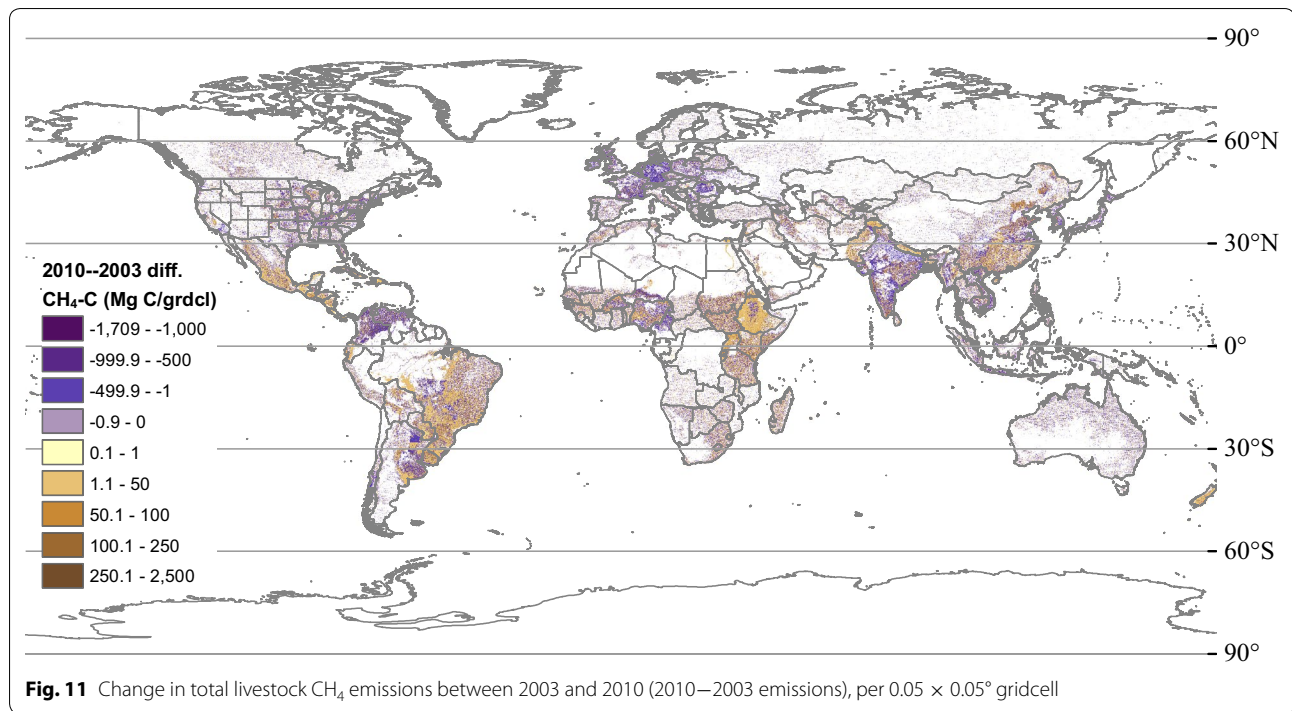 90°
60°N
30°N
0°
30°S
60°S
90°
2010--2003 diff.
CH₄-C (Mg C/grdcl)
-1,709 - -1,000
-999.9 - -500
-499.9 - -1
-0.9 - 0
0.1 - 1
1.1 - 50
50.1 - 100
100.1 - 250
250.1 - 2,500
Fig. 11 Change in total livestock CH₄ emissions between 2003 and 2010 (2010−2003 emissions), per 0.05 × 0.05° gridcell